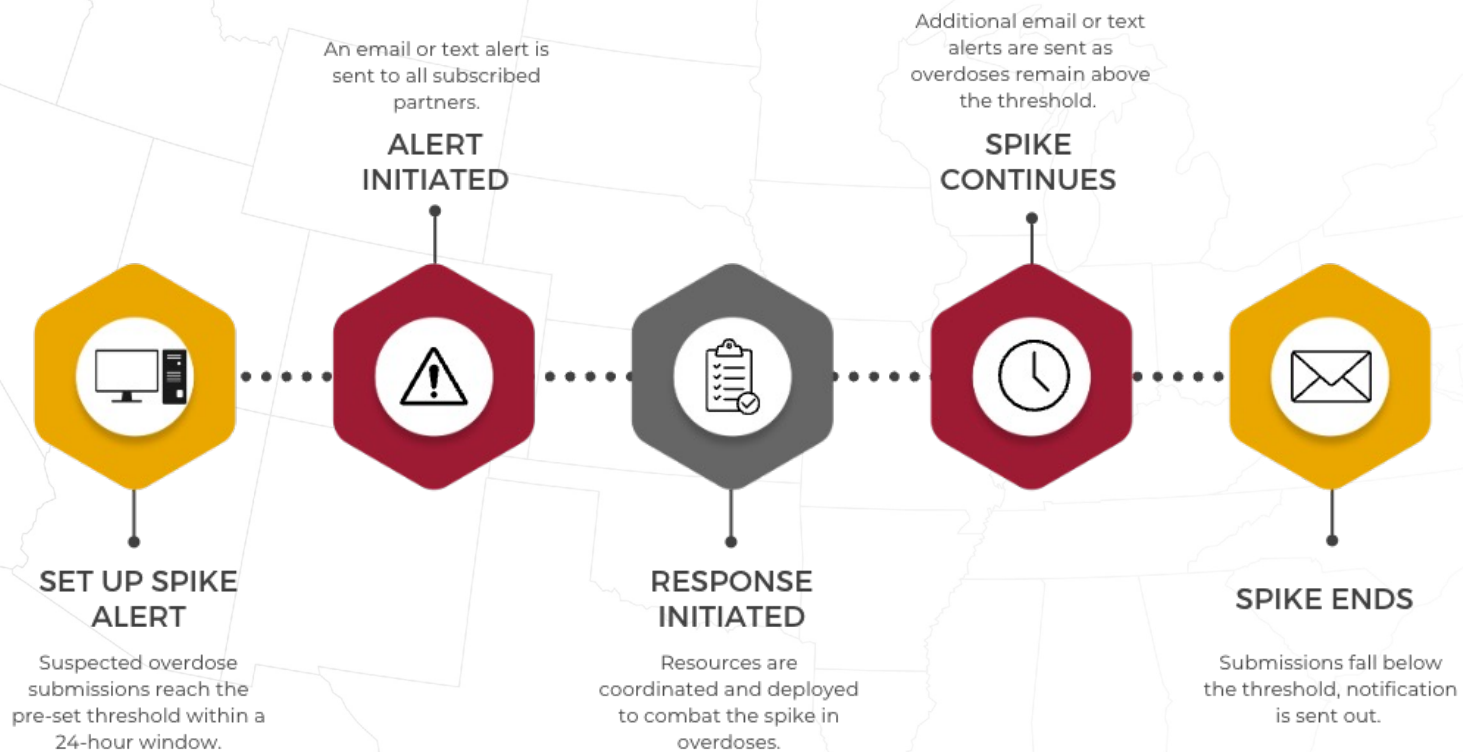 An email or text alert is
sent to all subscribed
partners.
ALERT
INITIATED
Additional email or text
alerts are sent as
overdoses remain above
the threshold.
SPIKE
CONTINUES
SET UP SPIKE
ALERT
Suspected overdose
submissions reach the
pre-set threshold within a
24-hour window.
RESPONSE
INITIATED
Resources are
coordinated and deployed
to combat the spike in
overdoses.
SPIKE ENDS
Submissions fall below
the threshold, notification
is sent out.